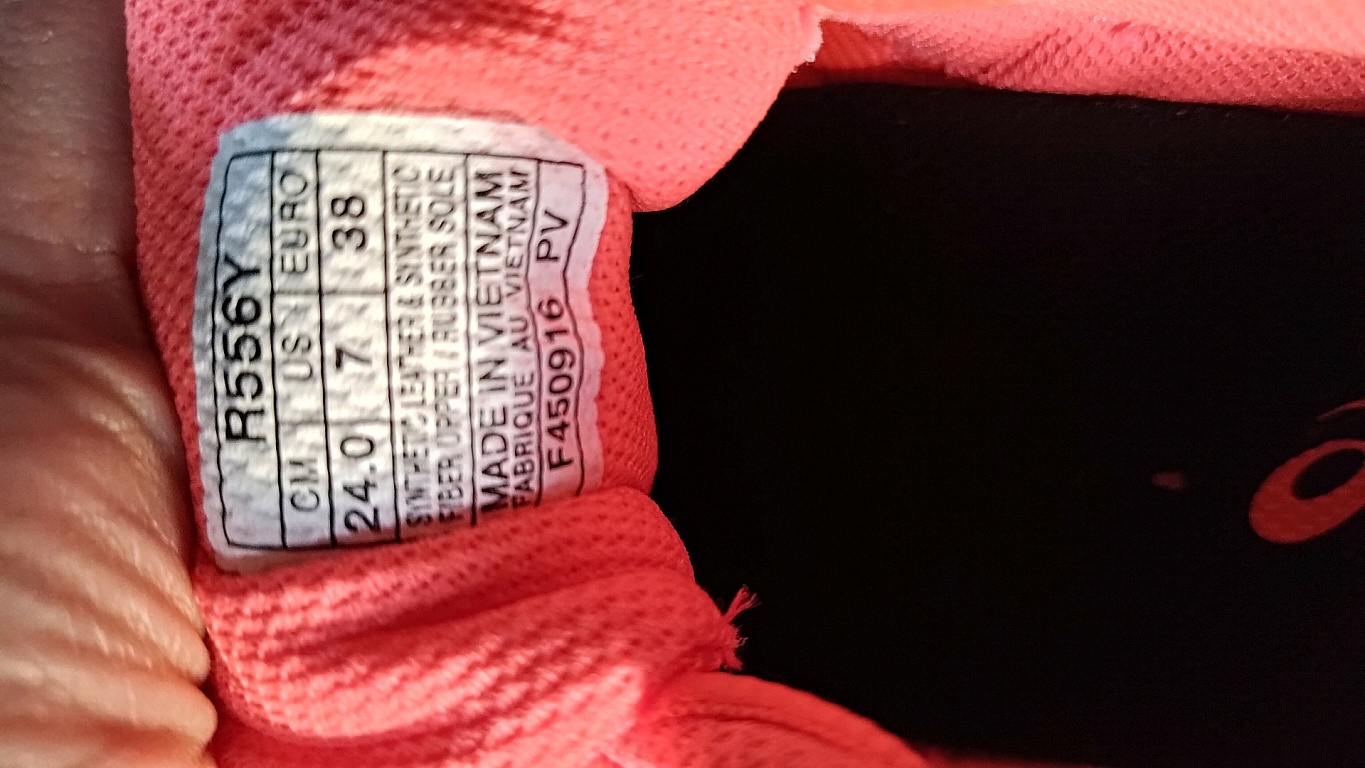 R556Y
CM US EURO
24.0 7 38
SYNTHETIC LEATHER & SYNTHETIC
FIBER UPPER / RUBBER SOLE
MADE IN VIETNAM
FABRIQUE AU VIETNAM
F450916 PV